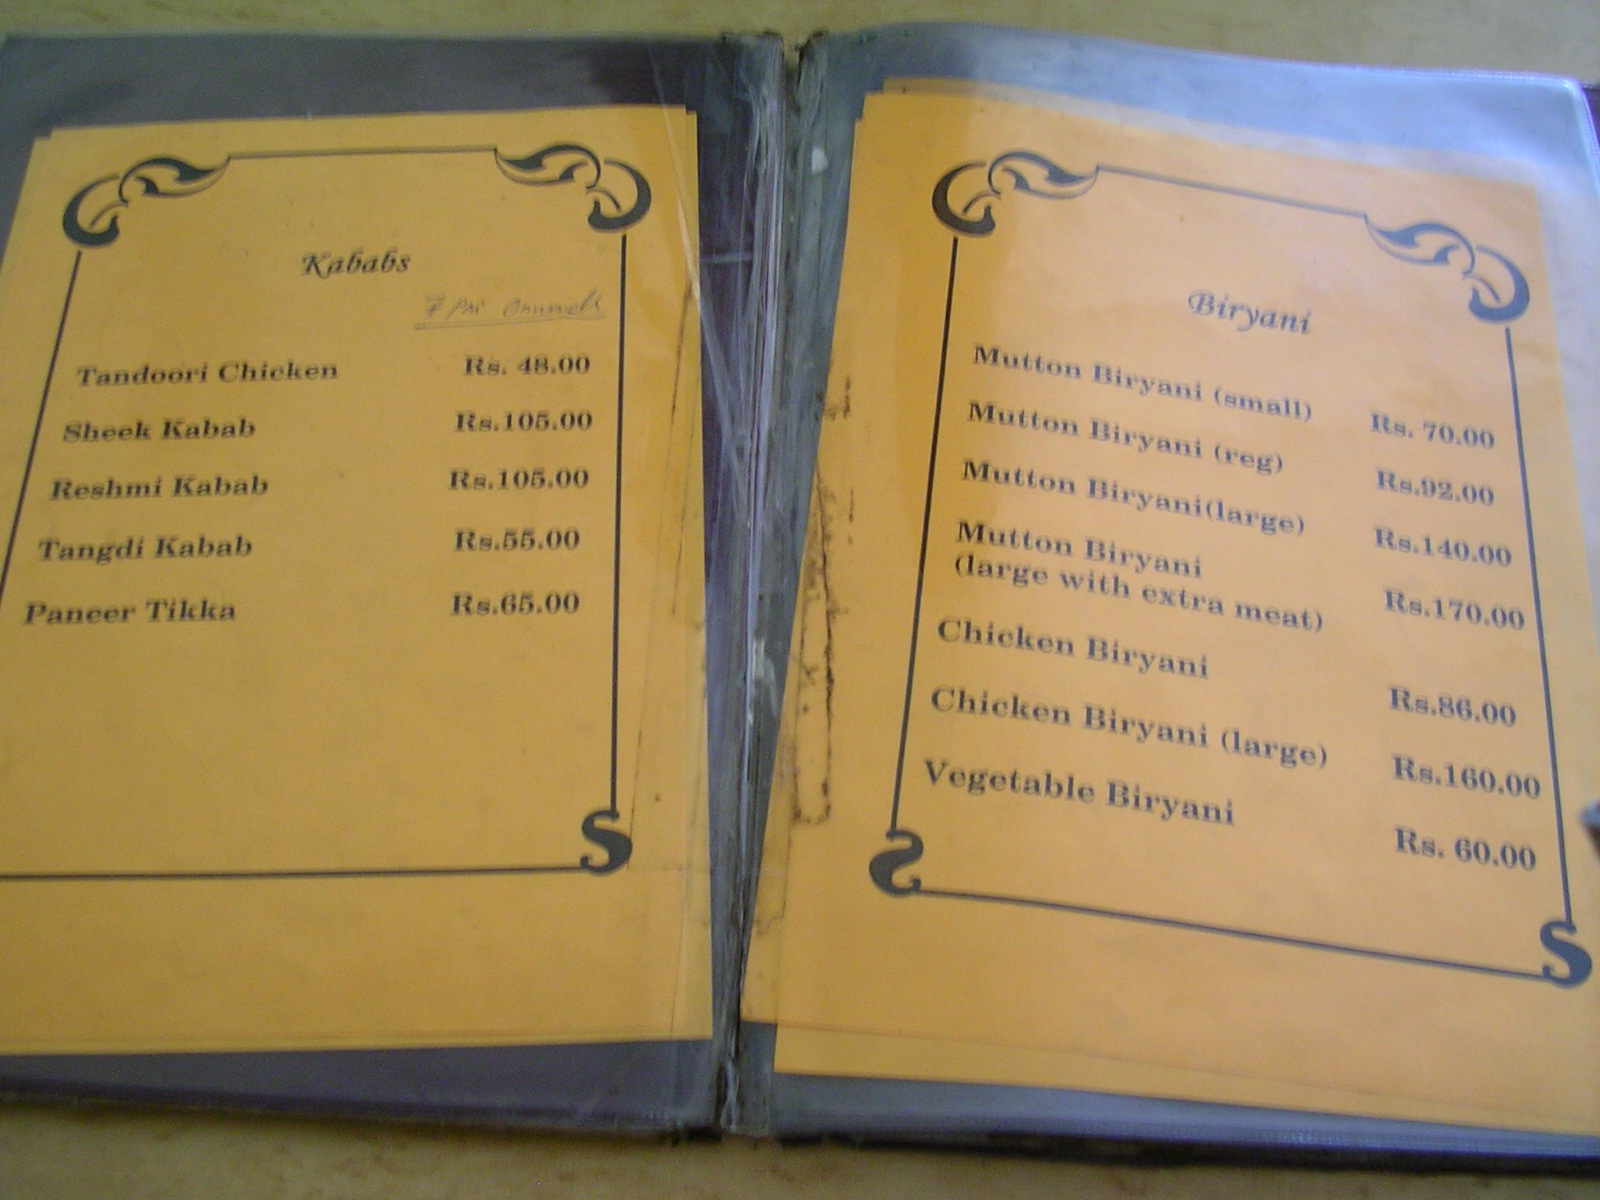 Kababs
7 
Tandoori Chicken Rs. 48.00
Sheek Kabab Rs.105.00
Reshmi Kabab Rs.105.00
Tangdi Kabab Rs.55.00
Paneer Tikka Rs.65.00
Biryani
Mutton Biryani (small) Rs. 70.00
Mutton Biryani (reg) Rs.92.00
Mutton Biryani(large) Rs.140.00
Mutton Biryani
(large with extra meat) Rs.170.00
Chicken Biryani Rs.86.00
Chicken Biryani (large) Rs.160.00
Vegetable Biryani Rs. 60.00